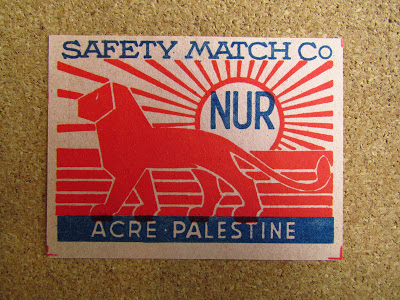 SAFETY MATCH Co
NUR
ACRE · PALESTINE